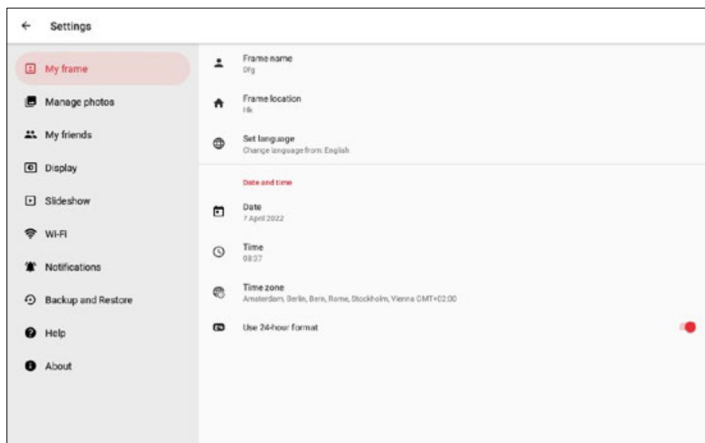 Settings
My frame
Manage photos
My friends
Display
Slideshow
Wi-Fi
Notifications
Backup and Restore
Help
About
Frame name
Dfg
Frame location
Hk
Set language
Change language from: English
Date and time
Date
7 April 2022
Time
08:37
Time zone
Amsterdam, Berlin, Bern, Rome, Stockholm, Vienna GMT+02:00
Use 24-hour format